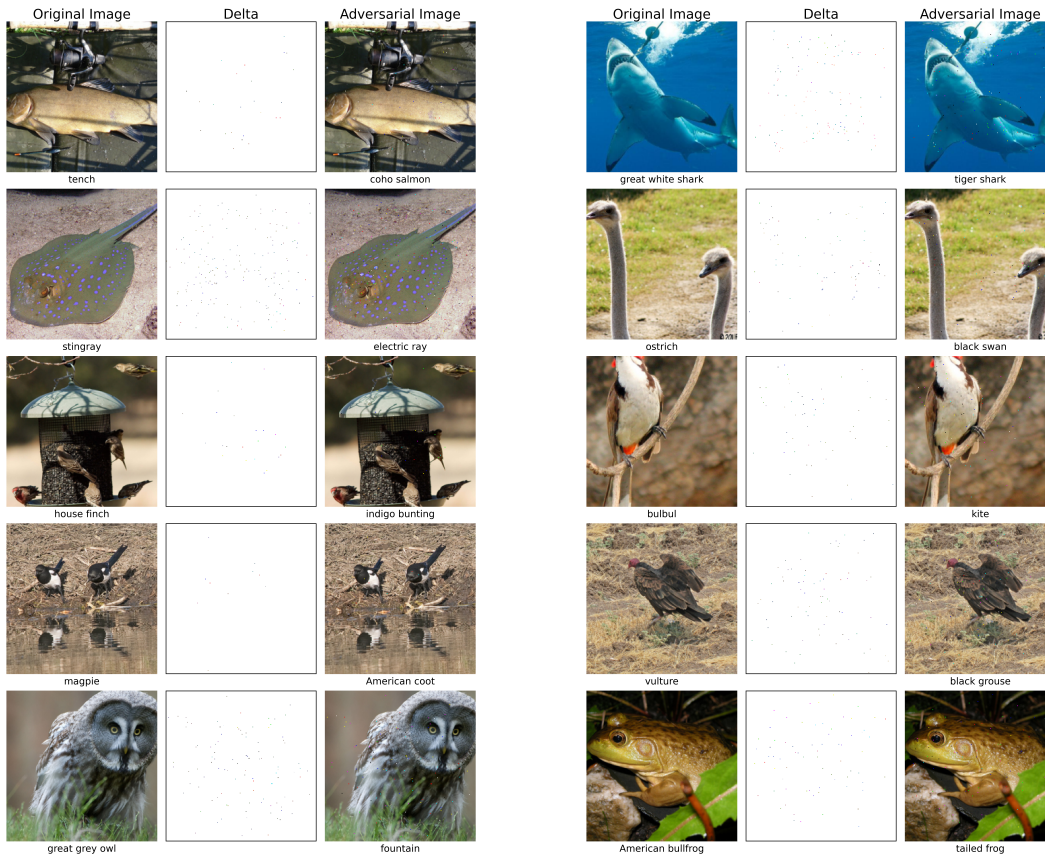 Original Image Delta Adversarial Image Original Image Delta Adversarial Image
tench coho salmon great white shark tiger shark
stingray electric ray ostrich black swan
house finch indigo bunting bulbul kite
magpie American coot vulture black grouse
great grey owl fountain American bullfrog tailed frog